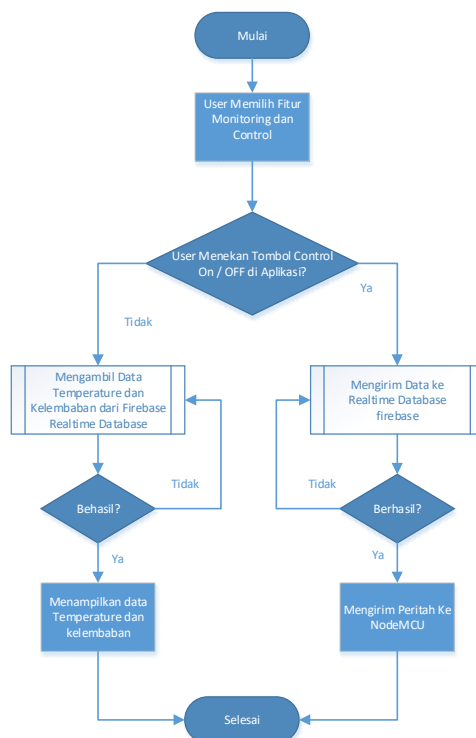 Mulai
User Memilih Fitur
Monitoring dan
Control
User Menekan Tombol Control
On / OFF di Aplikasi?
Tidak
Ya
Mengambil Data
Temperature dan
Kelembaban dari Firebase
Realtime Database
Mengirim Data ke
Realtime Database
firebase
Tidak
Tidak
Behasil?
Berhasil?
Ya
Ya
Menampilkan data
Temperature dan
kelembaban
Mengirim Peritah Ke
NodeMCU
Selesai